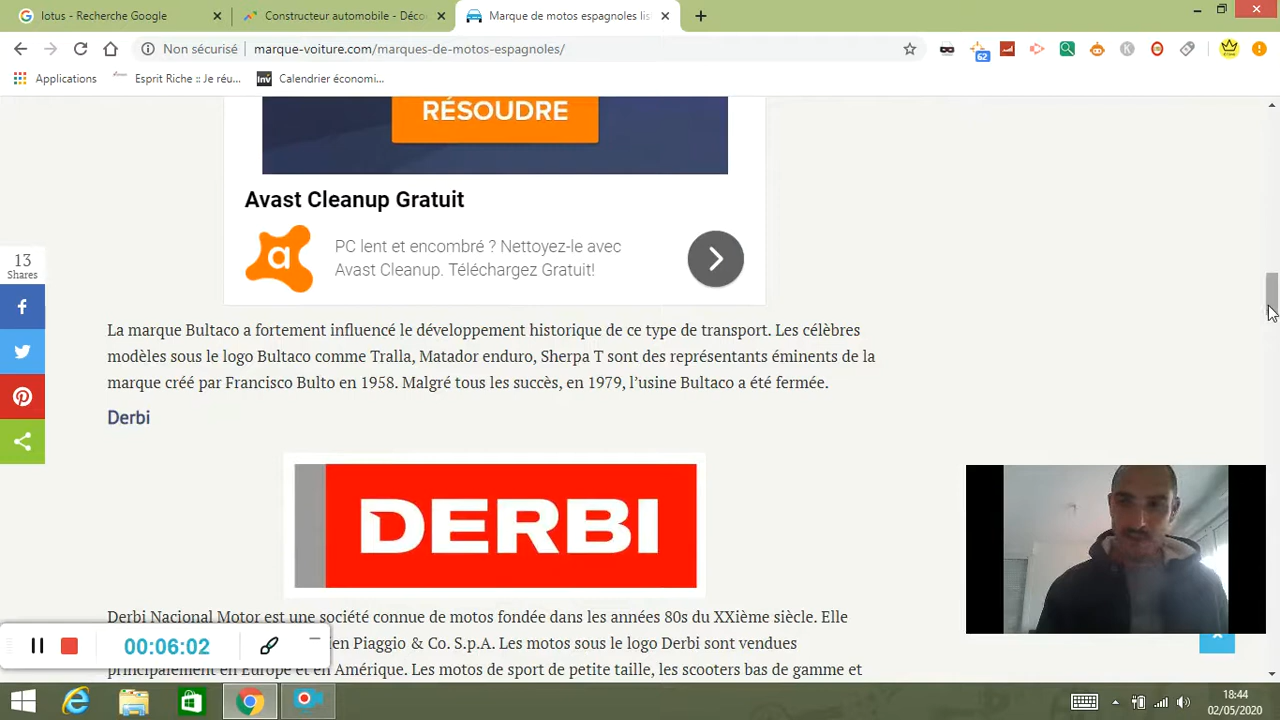 lotus - Recherche Google
Constructeur automobile - Décou
Marque de motos espagnoles lis
Non sécurisé
marque-voiture.com/marques-de-motos-espagnoles/
62
Applications
Esprit Riche :: Je réu...
Inv
Calendrier économi...
RÉSOUDRE
Avast Cleanup Gratuit
a
PC lent et encombré ? Nettoyez-le avec
Avast Cleanup. Téléchargez Gratuit!
13
Shares
La marque Bultaco a fortement influencé le développement historique de ce type de transport. Les célèbres
modèles sous le logo Bultaco comme Tralla, Matador enduro, Sherpa T sont des représentants éminents de la
marque créé par Francisco Bulto en 1958. Malgré tous les succès, en 1979, l’usine Bultaco a été fermée.
Derbi
DERBI
Derbi Nacional Motor est une société connue de motos fondée dans les années 80s du XXième siècle. Elle
en Piaggio & Co. S.p.A. Les motos sous le logo Derbi sont vendues
principalement en Europe et en Amérique. Les motos de sport de petite taille, les scooters bas de gamme et
00:06:02
18:44
02/05/2020